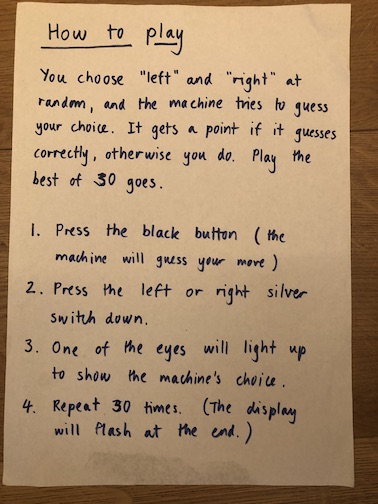 How to play
You choose "left" and "right" at
random, and the machine tries to guess
your choice. It gets a point if it guesses
correctly, otherwise you do. Play the
best of 30 goes.
1. Press the black button (the
machine will guess your move)
2. Press the left or right silver
switch down.
3. One of the eyes will light up
to show the machine's choice.
4. Repeat 30 times. (The display
will flash at the end.)